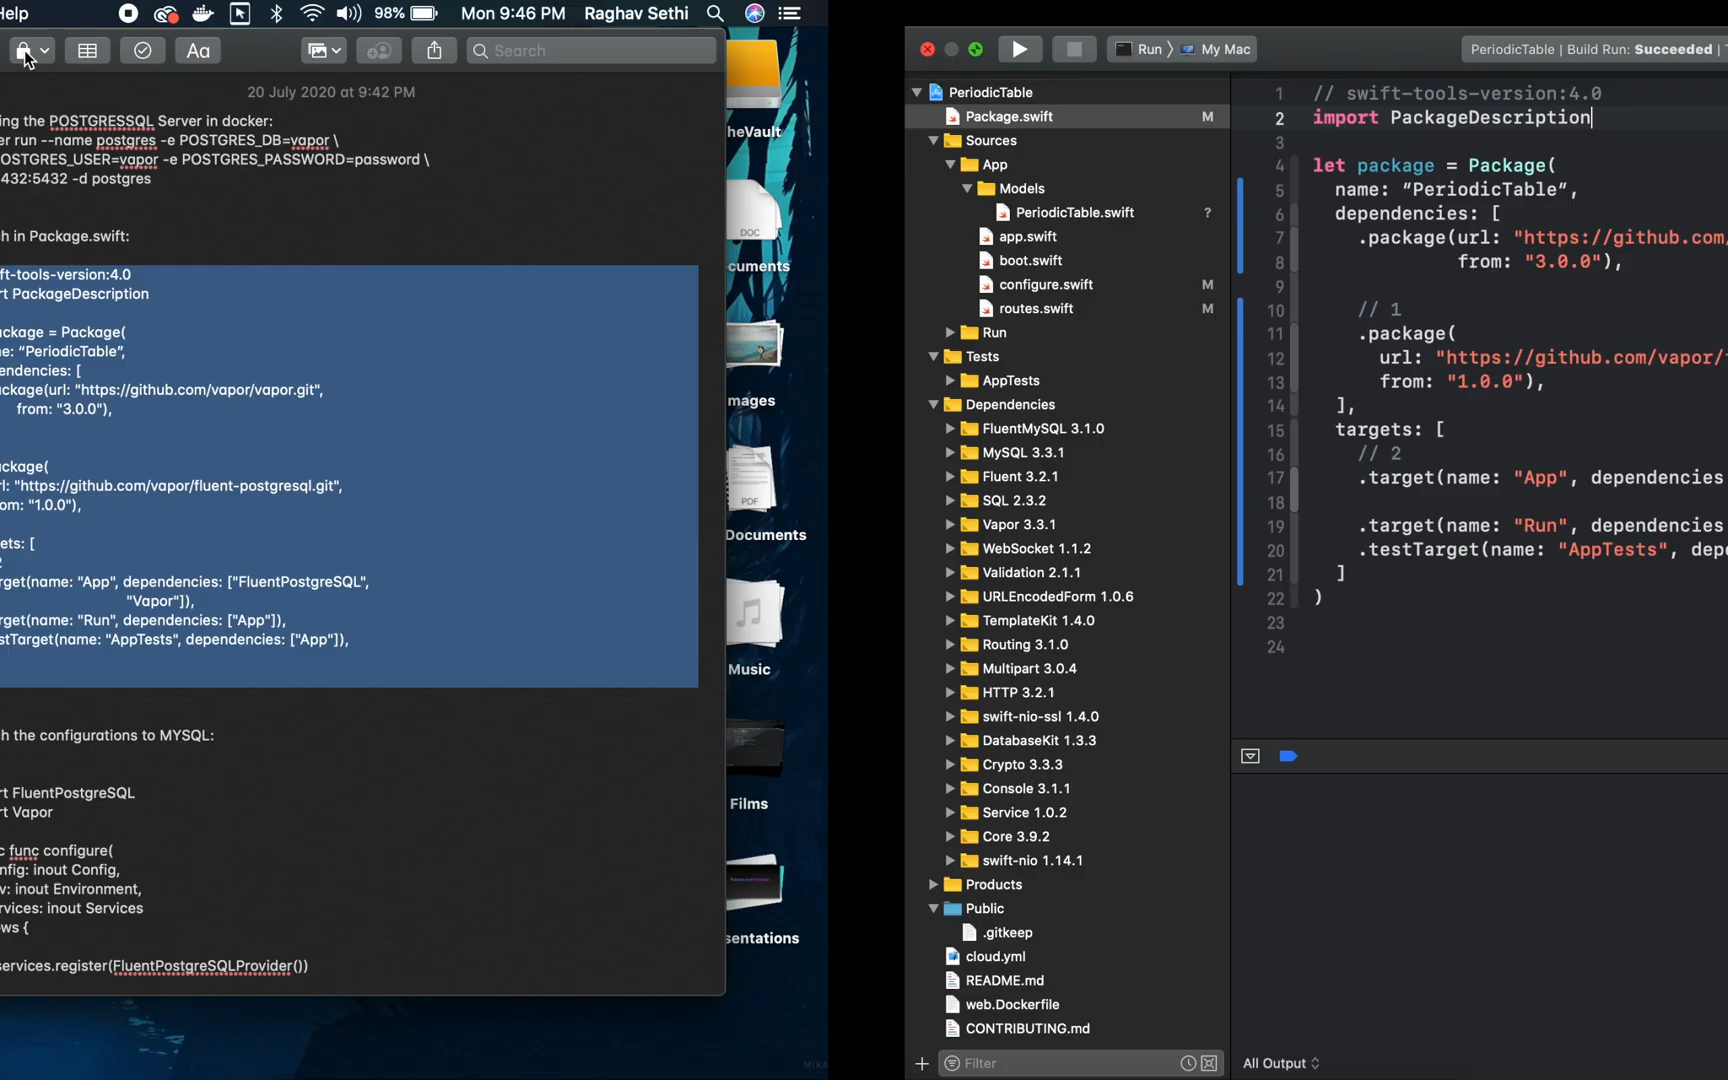 Help
98%
Mon 9:46 PM
Raghav Sethi
Aa
Search
20 July 2020 at 9:42 PM
ing the POSTGRESSQL Server in docker:
er run --name postgres -e POSTGRES_DB=vapor \
OSTGRES_USER=vapor -e POSTGRES_PASSWORD=password \
432:5432 -d postgres
ch in Package.swift:
ft-tools-version:4.0
rt PackageDescription
ackage = Package(
ne: “PeriodicTable”,
endencies: [
ackage(url: "https://github.com/vapor/vapor.git",
from: "3.0.0"),
ackage(
rl: "https://github.com/vapor/fluent-postgresql.git",
om: "1.0.0"),
ets: [
2
rget(name: "App", dependencies: ["FluentPostgreSQL",
"Vapor"]),
rget(name: "Run", dependencies: ["App"]),
stTarget(name: "AppTests", dependencies: ["App"]),
h the configurations to MYSQL:
rt FluentPostgreSQL
rt Vapor
c func configure(
nfig: inout Config,
v: inout Environment,
rvices: inout Services
ows {
services.register(FluentPostgreSQLProvider())
heVault
DOC
cuments
mages
PDF
Documents
Music
Films
sentations
Run
My Mac
PeriodicTable | Build Run: Succeeded |
PeriodicTable
Package.swift M
Sources
App
Models
PeriodicTable.swift ?
app.swift
boot.swift
configure.swift M
routes.swift M
Run
Tests
AppTests
Dependencies
FluentMySQL 3.1.0
MySQL 3.3.1
Fluent 3.2.1
SQL 2.3.2
Vapor 3.3.1
WebSocket 1.1.2
Validation 2.1.1
URLEncodedForm 1.0.6
TemplateKit 1.4.0
Routing 3.1.0
Multipart 3.0.4
HTTP 3.2.1
swift-nio-ssl 1.4.0
DatabaseKit 1.3.3
Crypto 3.3.3
Console 3.1.1
Service 1.0.2
Core 3.9.2
swift-nio 1.14.1
Products
Public
.gitkeep
cloud.yml
README.md
web.Dockerfile
CONTRIBUTING.md
Filter
1 // swift-tools-version:4.0
2 import PackageDescription
3
4 let package = Package(
5 name: “PeriodicTable”,
6 dependencies: [
7 .package(url: "https://github.com/
8 from: "3.0.0"),
9
10 // 1
11 .package(
12 url: "https://github.com/vapor/
13 from: "1.0.0"),
14 ],
15 targets: [
16 // 2
17 .target(name: "App", dependencies
18
19 .target(name: "Run", dependencies
20 .testTarget(name: "AppTests", dep
21 ]
22 )
23
24
All Output